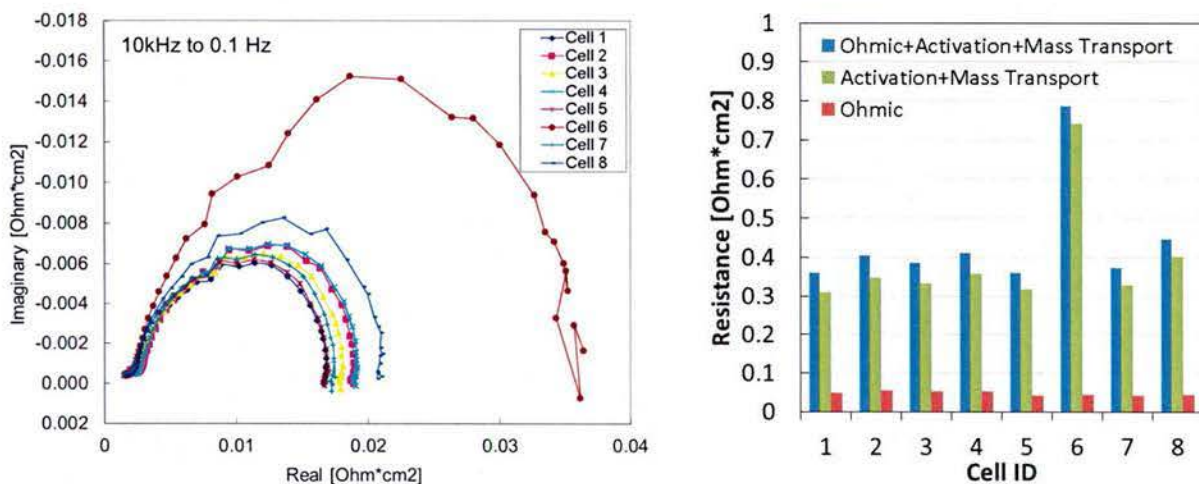 -0.018
-0.016
-0.014
-0.012
-0.010
-0.008
-0.006
-0.004
-0.002
0.000
0.002
Imaginary [Ohm*cm2]
10kHz to 0.1 Hz
Cell 1
Cell 2
Cell 3
Cell 4
Cell 5
Cell 6
Cell 7
Cell 8
0 0.01 0.02 0.03 0.04
Real [Ohm*cm2]
1
0.9
0.8
0.7
0.6
0.5
0.4
0.3
0.2
0.1
0
Resistance [Ohm*cm2]
Ohmic+Activation+Mass Transport
Activation+Mass Transport
Ohmic
1 2 3 4 5 6 7 8
Cell ID